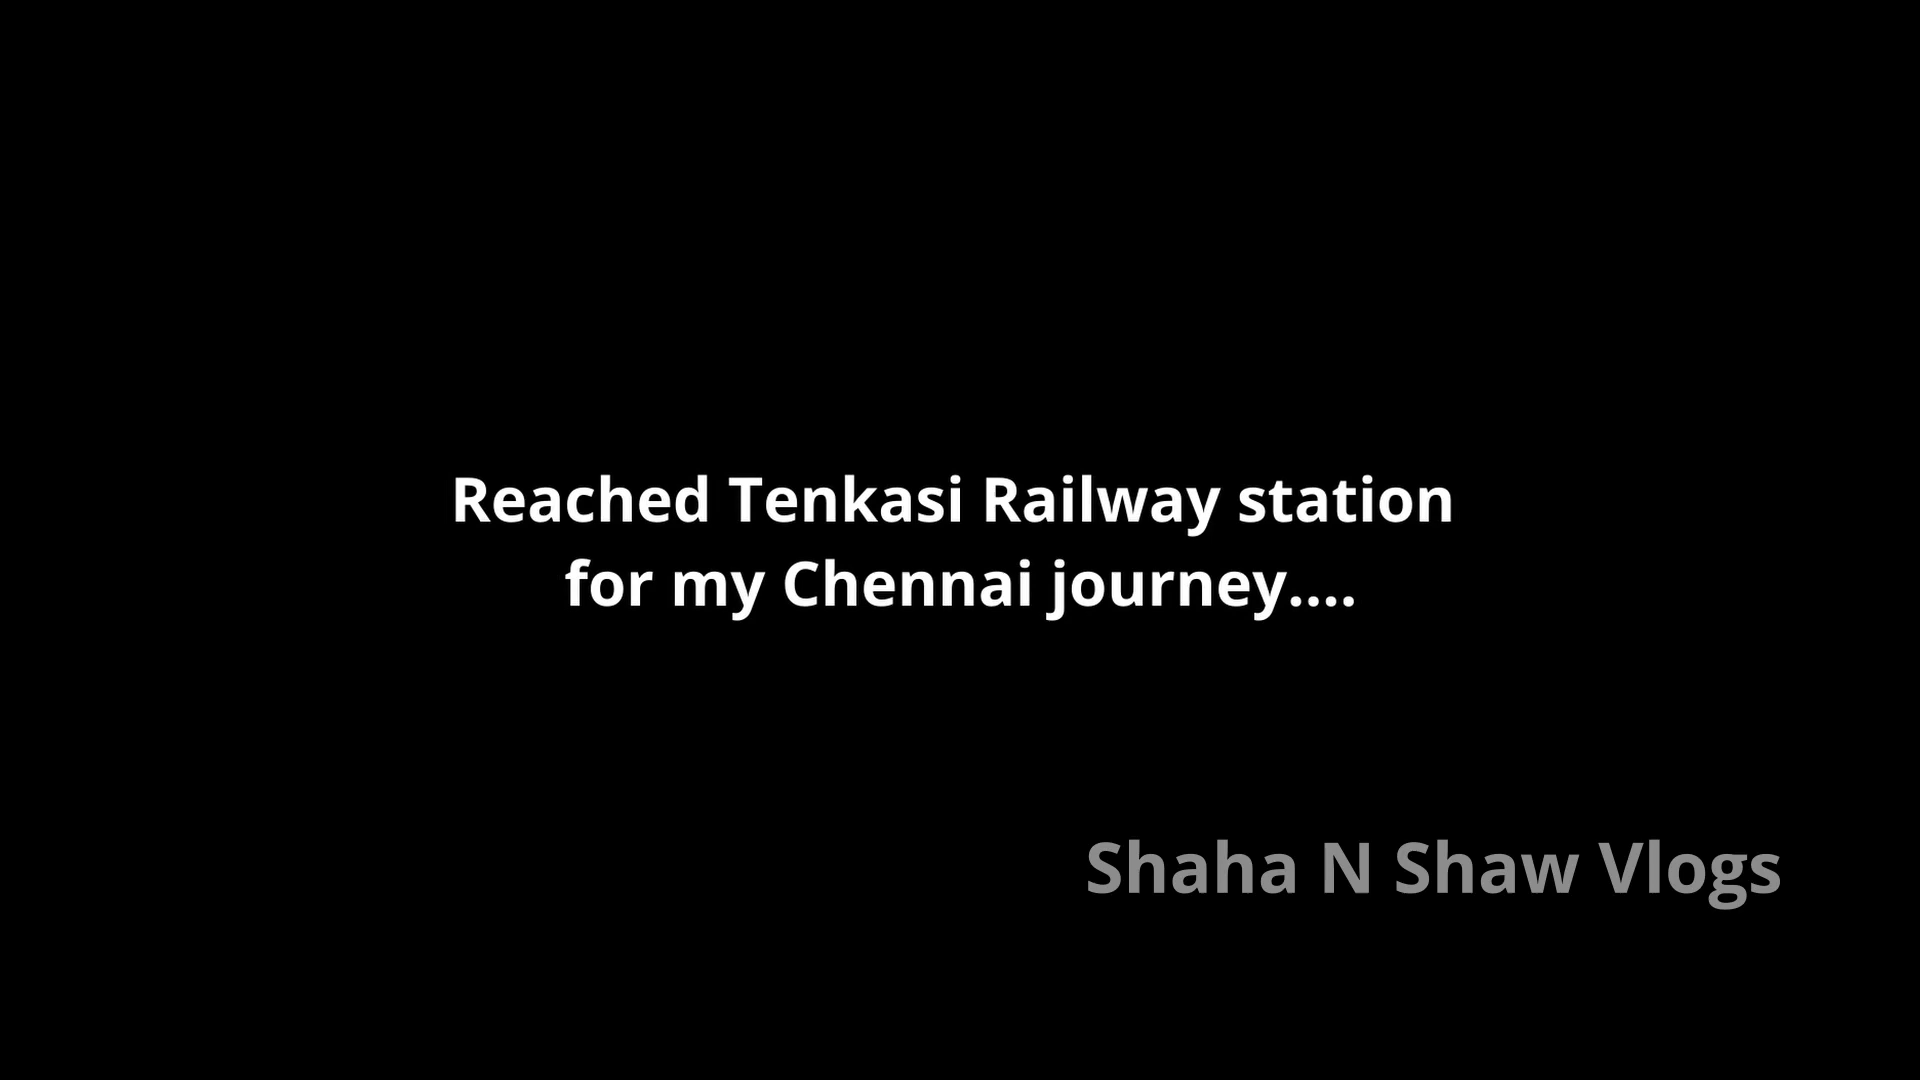 Reached Tenkasi Railway station
for my Chennai journey....
Shaha N Shaw Vlogs